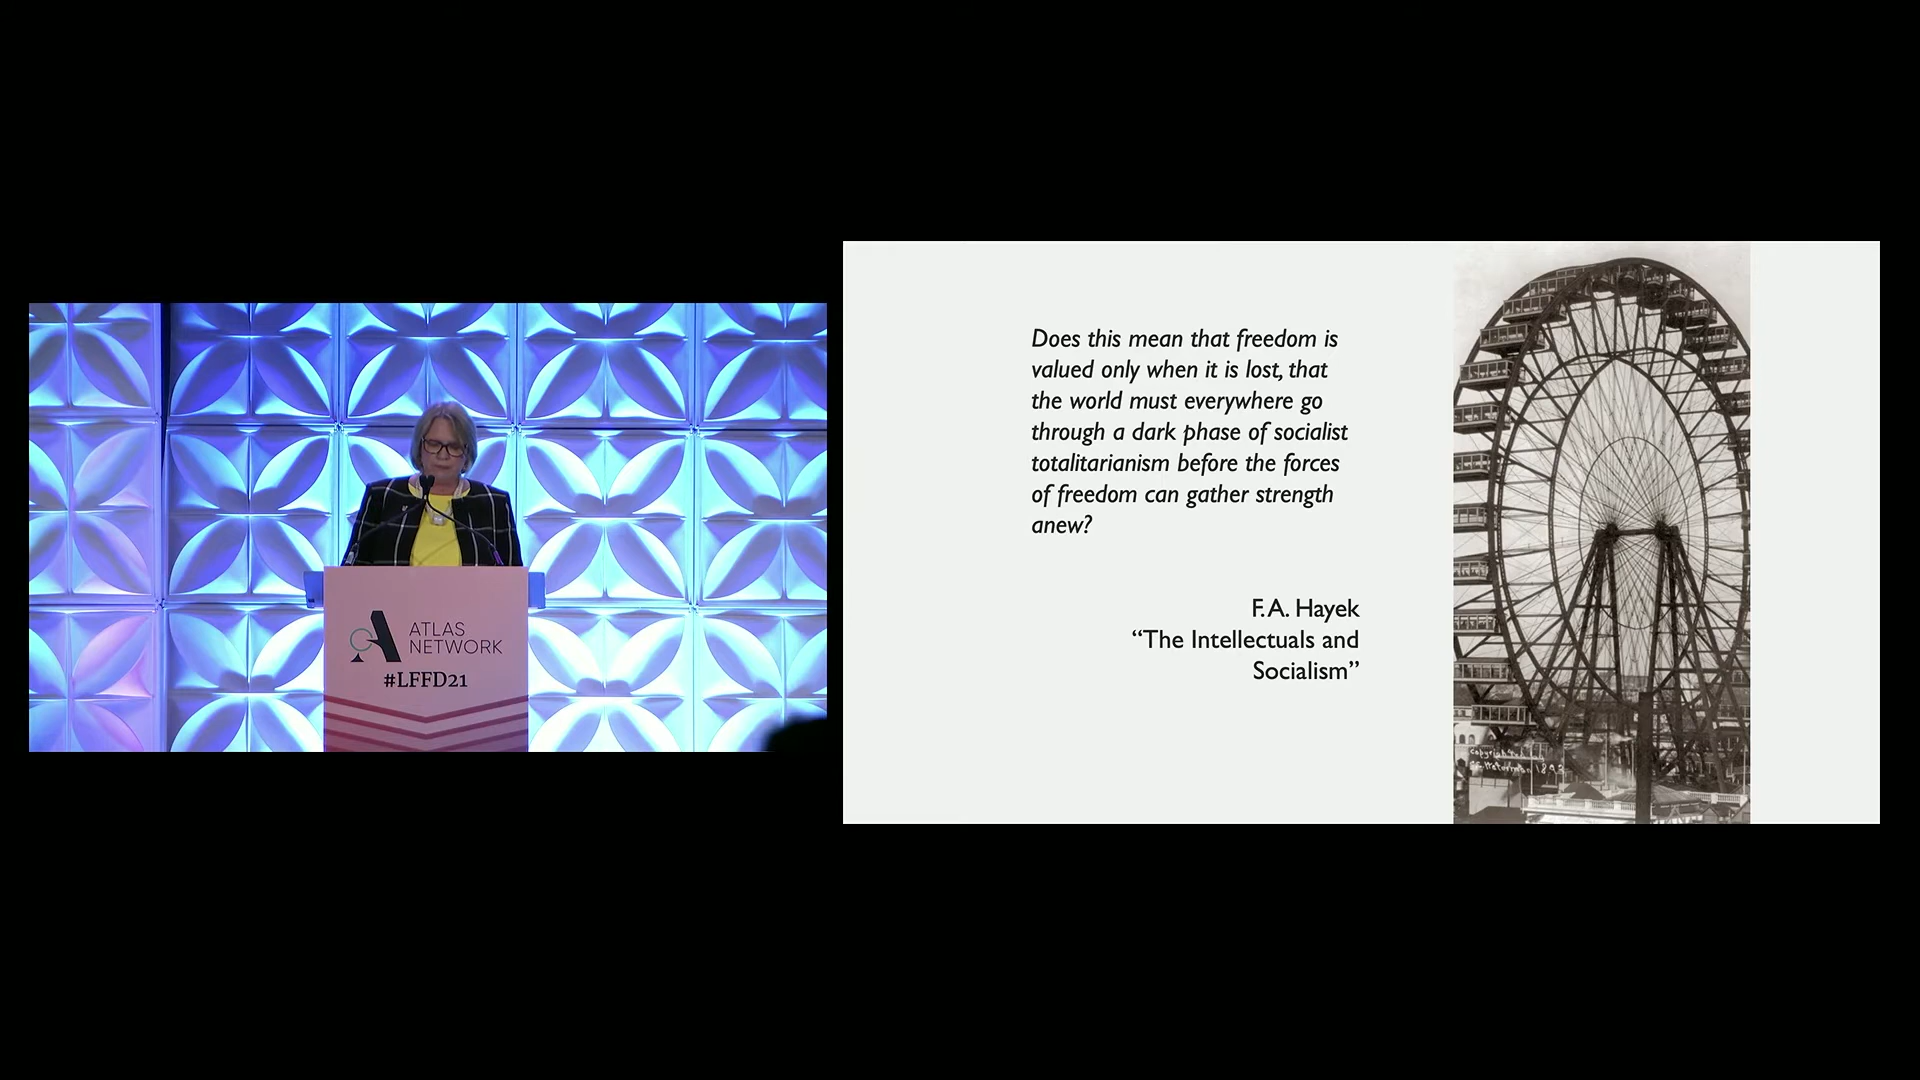 ATLAS
NETWORK
#LFFD21
Does this mean that freedom is
valued only when it is lost, that
the world must everywhere go
through a dark phase of socialist
totalitarianism before the forces
of freedom can gather strength
anew?
F. A. Hayek
“The Intellectuals and
Socialism”